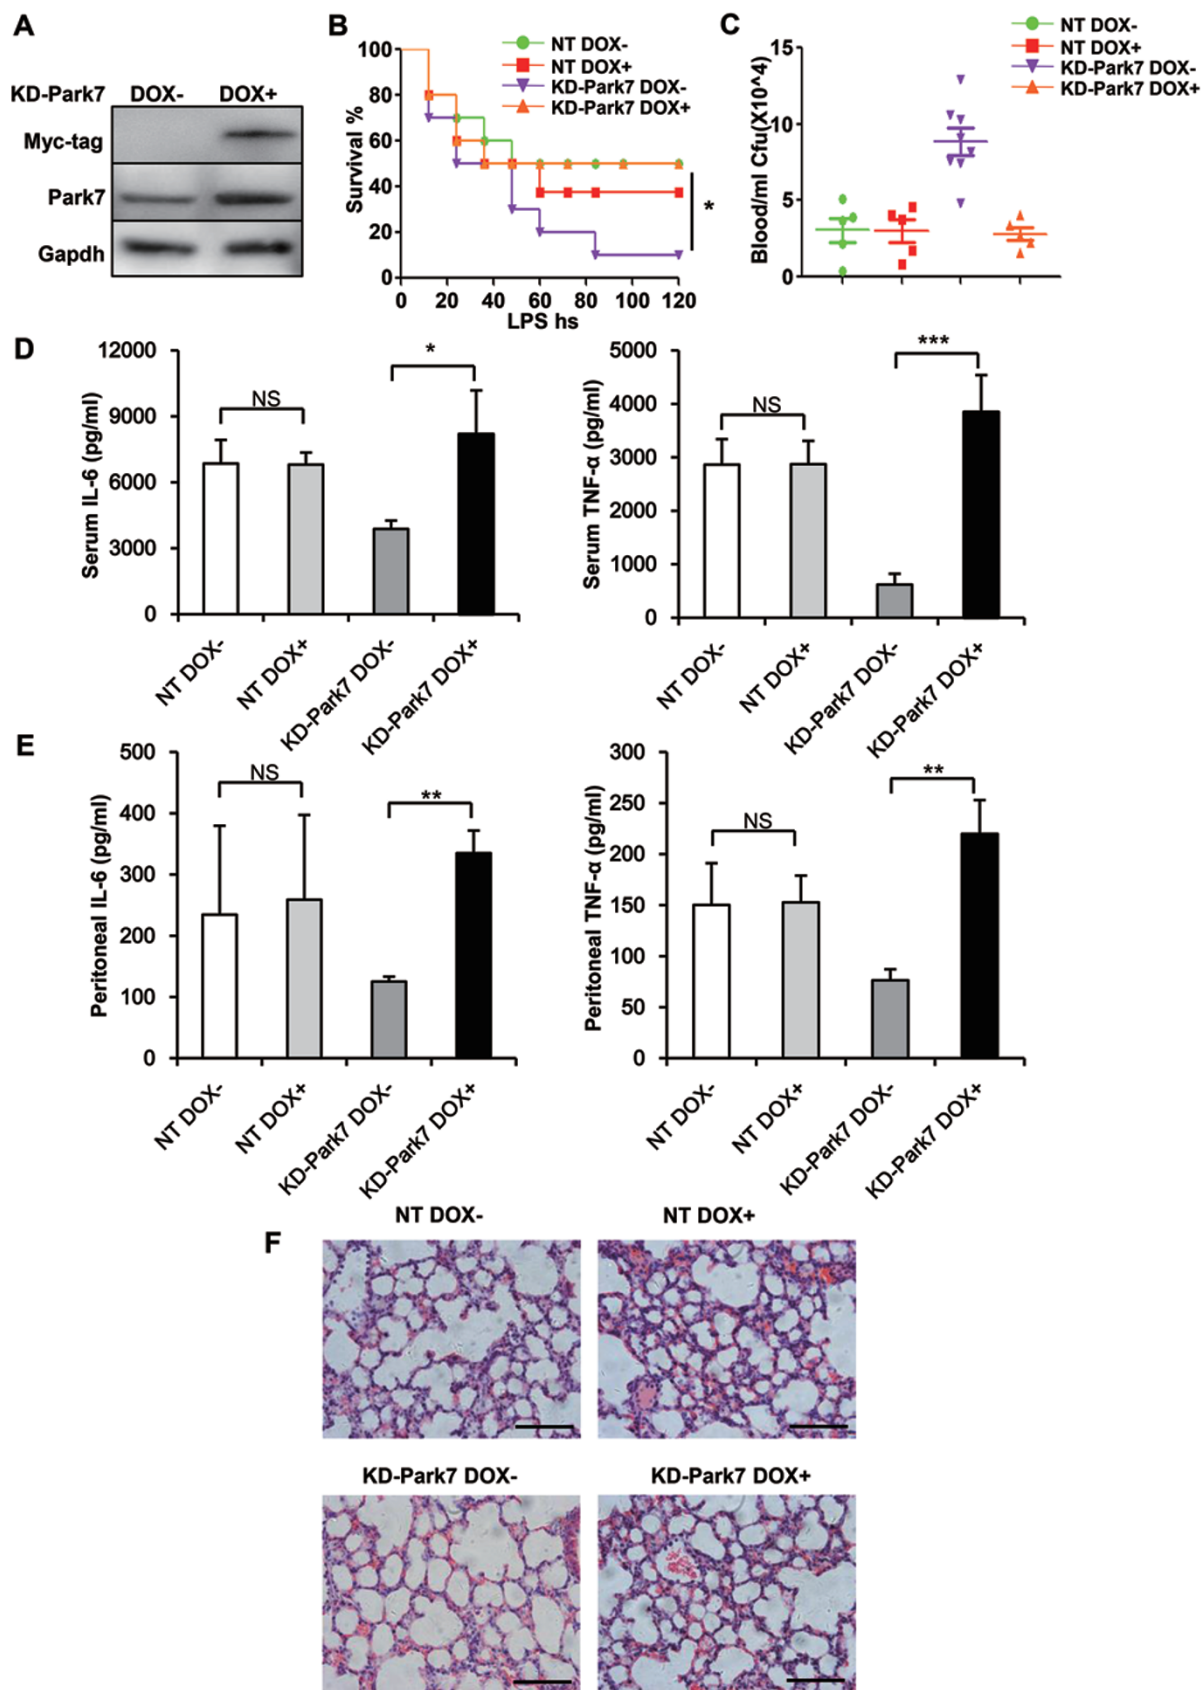 A
KD-Park7 DOX- DOX+
Myc-tag
Park7
Gapdh
B
NT DOX-
NT DOX+
KD-Park7 DOX-
KD-Park7 DOX+
Survival %
100
80
60
40
20
0
0 20 40 60 80 100 120
LPS hs
*
C
NT DOX-
NT DOX+
KD-Park7 DOX-
KD-Park7 DOX+
Blood/ml Cfu(X10^4)
15
10
5
0
D
Serum IL-6 (pg/ml)
12000
9000
6000
3000
0
NS
*
NT DOX-
NT DOX+
KD-Park7 DOX-
KD-Park7 DOX+
Serum TNF-α (pg/ml)
5000
4000
3000
2000
1000
0
NS
***
NT DOX-
NT DOX+
KD-Park7 DOX-
KD-Park7 DOX+
E
Peritoneal IL-6 (pg/ml)
500
400
300
200
100
0
NS
**
NT DOX-
NT DOX+
KD-Park7 DOX-
KD-Park7 DOX+
Peritoneal TNF-α (pg/ml)
300
250
200
150
100
50
0
NS
**
NT DOX-
NT DOX+
KD-Park7 DOX-
KD-Park7 DOX+
F
NT DOX- NT DOX+
KD-Park7 DOX- KD-Park7 DOX+